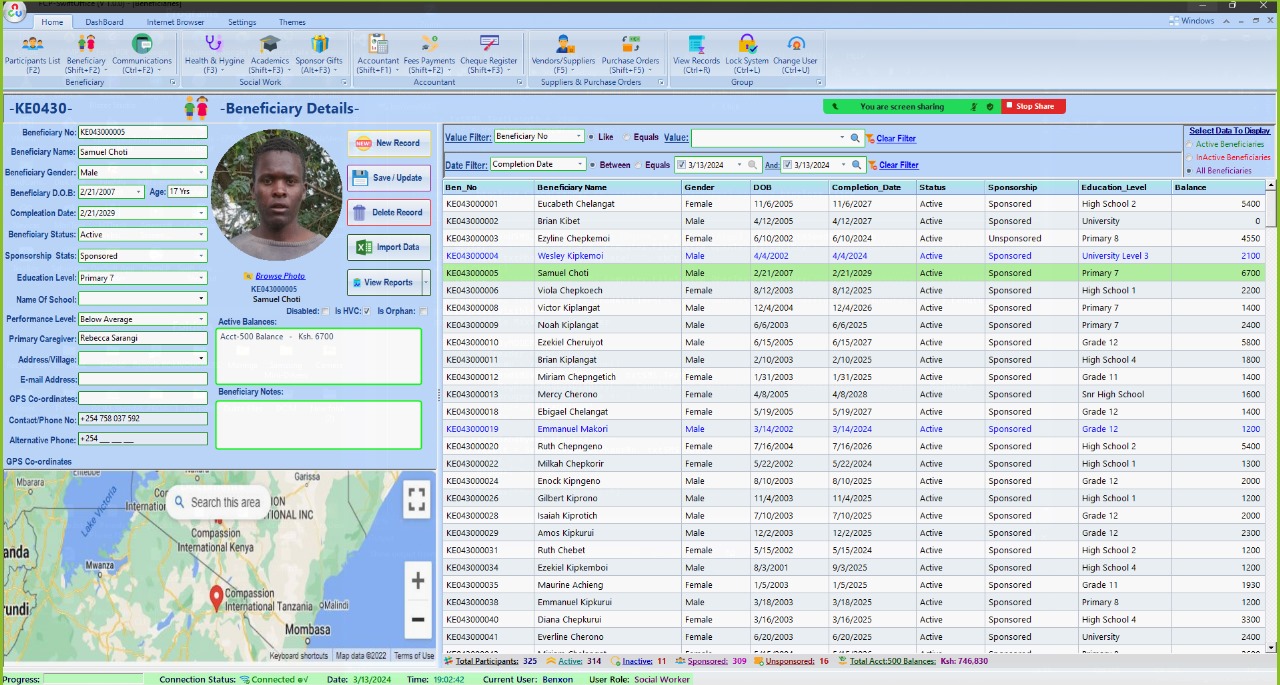 FCP-SwiftOffice (V 1.0.0) - [Beneficiaries]
Home DashBoard Internet Browser Settings Themes Windows
Participants List (F2)
Beneficiary (Shift+F2)
Communications (Ctrl+F2)
Health & Hygine (F3)
Academics (Shift+F3)
Sponsor Gifts (Alt+F3)
Accountant (Shift+F1)
Fees Payments (Shift+F2)
Cheque Register (Shift+F3)
Vendors/Suppliers (F5)
Purchase Orders (Shift+F5)
View Records (Ctrl+R)
Lock System (Ctrl+L)
Change User (Ctrl+U)
Beneficiary Social Work Accountant Suppliers & Purchase Orders Group
-KE0430- -Beneficiary Details-
You are screen sharing Stop Share
Beneficiary No: KE043000005
Beneficiary Name: Samuel Choti
Beneficiary Gender: Male
Beneficiary D.O.B: 2/21/2007 Age: 17 Yrs
Compleation Date: 2/21/2029
Beneficiary Status: Active
Sponsorship Stats: Sponsored
Education Level: Primary 7
Name Of School:
Performance Level: Below Average
Primary Caregiver: Rebecca Sarangi
Address/Village:
E-mail Address:
GPS Co-ordinates:
Contact/Phone No: +254 758 037 592
Alternative Phone: +254 ___ ___ ___
GPS Co-ordinates
Browse Photo
KE043000005
Samuel Choti
New Record
Save / Update
Delete Record
Import Data
View Reports
Disabled: Is HVC: Is Orphan:
Active Balances:
Acct-500 Balance - Ksh. 6700
Beneficiary Notes:
Value Filter: Beneficiary No Like Equals Value: Clear Filter
Date Filter: Completion Date Between Equals 3/13/2024 And: 3/13/2024 Clear Filter
Select Data To Display
Active Beneficiaries
InActive Beneficiaries
All Beneficiaries
Ben_No Beneficiary Name Gender DOB Completion_Date Status Sponsorship Education_Level Balance
KE043000001 Eucabeth Chelangat Female 11/6/2005 11/6/2027 Active Sponsored High School 2 5400
KE043000002 Brian Kibet Male 4/12/2005 4/12/2027 Active Sponsored University 0
KE043000003 Ezyline Chepkemoi Female 6/10/2002 6/10/2024 Active Unsponsored Primary 8 4550
KE043000004 Wesley Kipkemoi Male 4/4/2002 4/4/2024 Active Sponsored University Level 3 2100
KE043000005 Samuel Choti Male 2/21/2007 2/21/2029 Active Sponsored Primary 7 6700
KE043000006 Viola Chepkoech Female 8/12/2003 8/12/2025 Active Sponsored High School 1 2200
KE043000008 Victor Kiplangat Male 12/4/2004 12/4/2026 Active Sponsored Primary 7 1400
KE043000009 Noah Kiplangat Male 6/6/2003 6/6/2025 Active Sponsored Primary 7 2400
KE043000010 Ezekiel Cheruiyot Male 6/15/2005 6/15/2027 Active Sponsored Grade 12 5800
KE043000011 Brian Kiplangat Male 2/10/2003 2/10/2025 Active Sponsored High School 4 1800
KE043000012 Miriam Chepngetich Female 1/31/2003 1/31/2025 Active Sponsored Grade 11 1400
KE043000013 Mercy Cherono Female 4/8/2005 4/8/2028 Active Sponsored Snr High School 1600
KE043000018 Ebigael Chelangat Female 5/19/2005 5/19/2027 Active Sponsored Grade 12 1400
KE043000019 Emmanuel Makori Male 3/14/2002 3/14/2024 Active Sponsored Grade 12 1200
KE043000020 Ruth Chepngeno Female 7/16/2004 7/16/2026 Active Sponsored High School 2 5400
KE043000022 Milkah Chepkorir Female 5/22/2002 5/22/2024 Active Sponsored High School 1 1300
KE043000024 Enock Kipngeno Male 8/10/2003 8/10/2025 Active Sponsored Grade 12 2000
KE043000026 Gilbert Kiprono Male 11/4/2003 11/4/2025 Active Sponsored High School 1 1200
KE043000028 Isaiah Kiprotich Male 7/10/2003 7/10/2025 Active Sponsored Grade 12 2000
KE043000029 Amos Kipkurui Male 12/2/2003 12/2/2025 Active Sponsored Grade 12 2300
KE043000031 Ruth Chebet Female 5/15/2002 5/15/2024 Active Sponsored High School 2 1200
KE043000034 Ezekiel Kipkemboi Male 8/3/2001 9/3/2025 Active Sponsored High School 4 1200
KE043000035 Maurine Achieng Female 1/5/2003 1/5/2025 Active Sponsored Grade 11 1930
KE043000038 Emmanuel Kipkurui Male 3/18/2003 3/18/2025 Active Sponsored Primary 8 1200
KE043000040 Diana Chepkurui Female 3/16/2003 3/16/2025 Active Sponsored High School 4 3300
KE043000041 Everline Cherono Female 6/20/2003 6/20/2025 Active Sponsored University 2400
Mbarara
Garissa
Search this area
Lake Victoria
Compassion International Kenya
Mwanza
Compassion International Tanzania
Malindi
Mombasa
Keyboard shortcuts Map data ©2022 Terms of Use
Total Participants: 325 Active: 314 Inactive: 11 Sponsored: 309 Unsponsored: 16 Total Acct:500 Balances: Ksh: 746,830
Progress: Connection Status: Connected Date: 3/13/2024 Time: 19:02:42 Current User: Benxon User Role: Social Worker